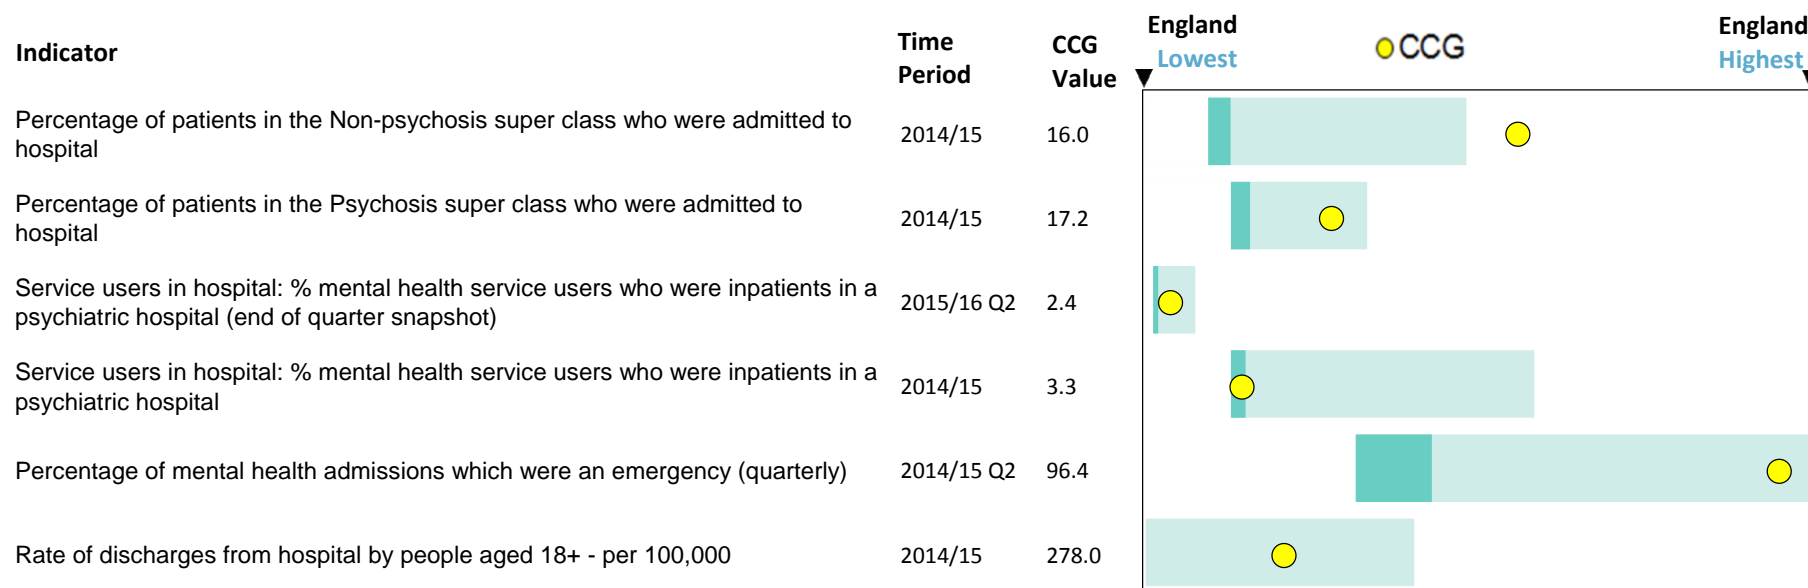 Indicator
Time Period
CCG Value
England Lowest
CCG
England Highest
Percentage of patients in the Non-psychosis super class who were admitted to
hospital
2014/15
16.0
Percentage of patients in the Psychosis super class who were admitted to
hospital
2014/15
17.2
Service users in hospital: % mental health service users who were inpatients in a
psychiatric hospital (end of quarter snapshot)
2015/16 Q2
2.4
Service users in hospital: % mental health service users who were inpatients in a
psychiatric hospital
2014/15
3.3
Percentage of mental health admissions which were an emergency (quarterly)
2014/15 Q2
96.4
Rate of discharges from hospital by people aged 18+ - per 100,000
2014/15
278.0